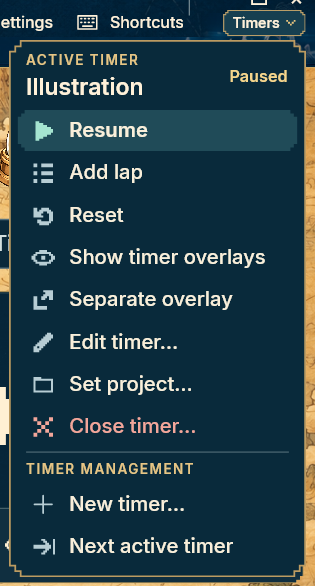 ettings
Shortcuts
Timers
ACTIVE TIMER
Illustration
Paused
Resume
Add lap
Reset
Show timer overlays
Separate overlay
Edit timer...
Set project...
Close timer...
TIMER MANAGEMENT
New timer...
Next active timer